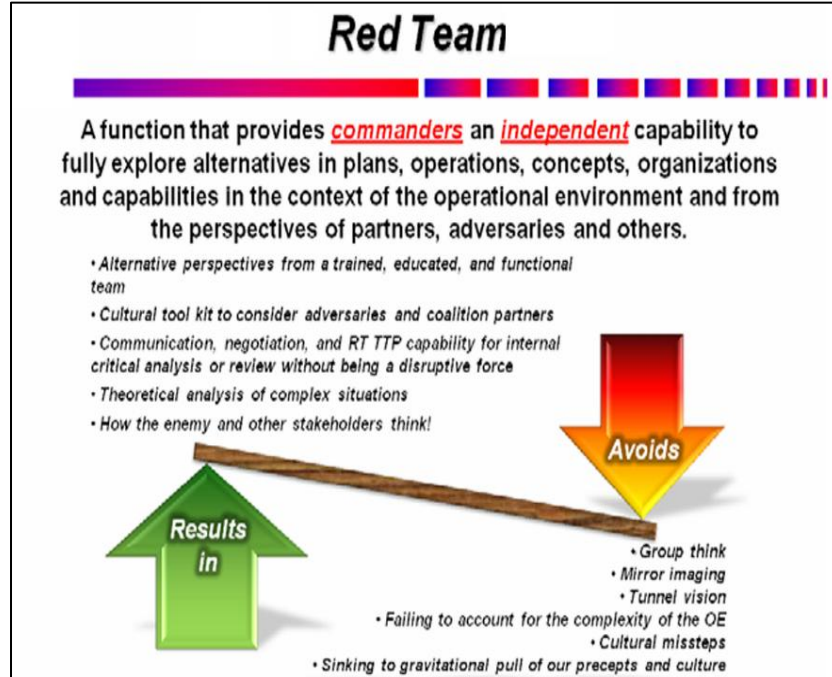 Red Team
A function that provides commanders an independent capability to
fully explore alternatives in plans, operations, concepts, organizations
and capabilities in the context of the operational environment and from
the perspectives of partners, adversaries and others.
• Alternative perspectives from a trained, educated, and functional
team
• Cultural tool kit to consider adversaries and coalition partners
• Communication, negotiation, and RT TTP capability for internal
critical analysis or review without being a disruptive force
• Theoretical analysis of complex situations
• How the enemy and other stakeholders think!
Avoids
Results
in
• Group think
• Mirror imaging
• Tunnel vision
• Failing to account for the complexity of the OE
• Cultural missteps
• Sinking to gravitational pull of our precepts and culture